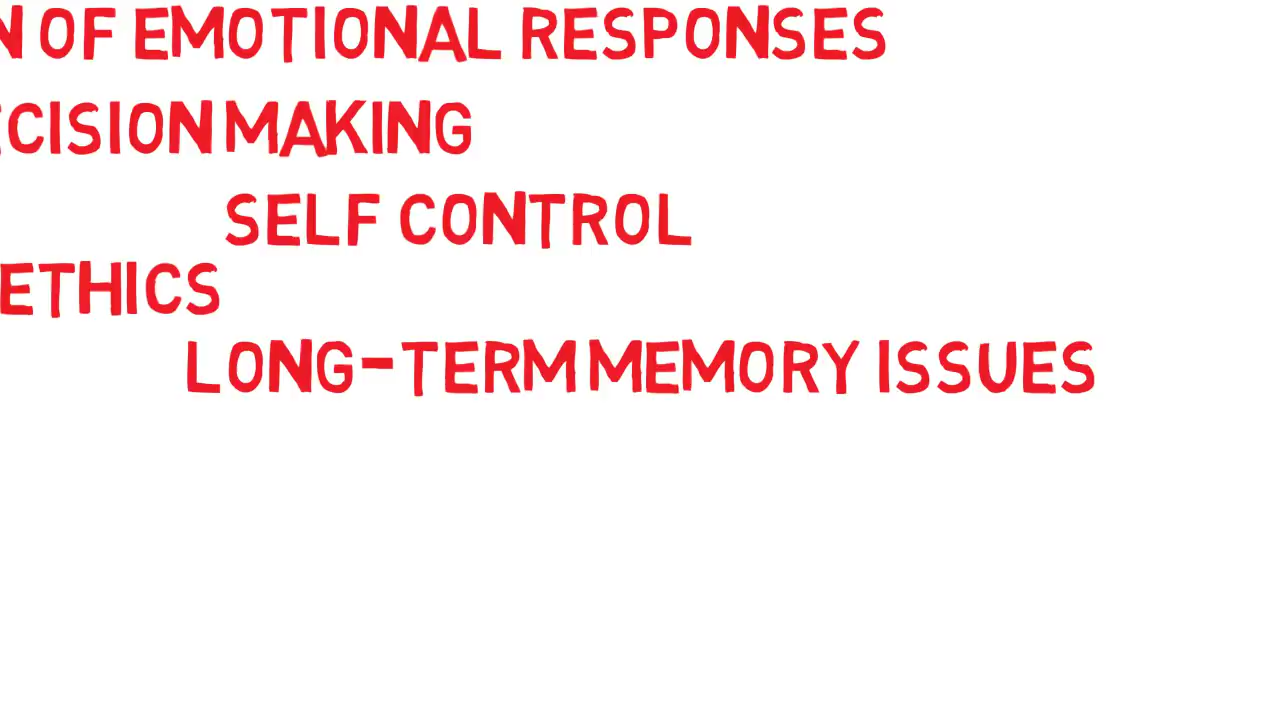 N OF EMOTIONAL RESPONSES
CISION MAKING
SELF CONTROL
ETHICS
LONG-TERM MEMORY ISSUES